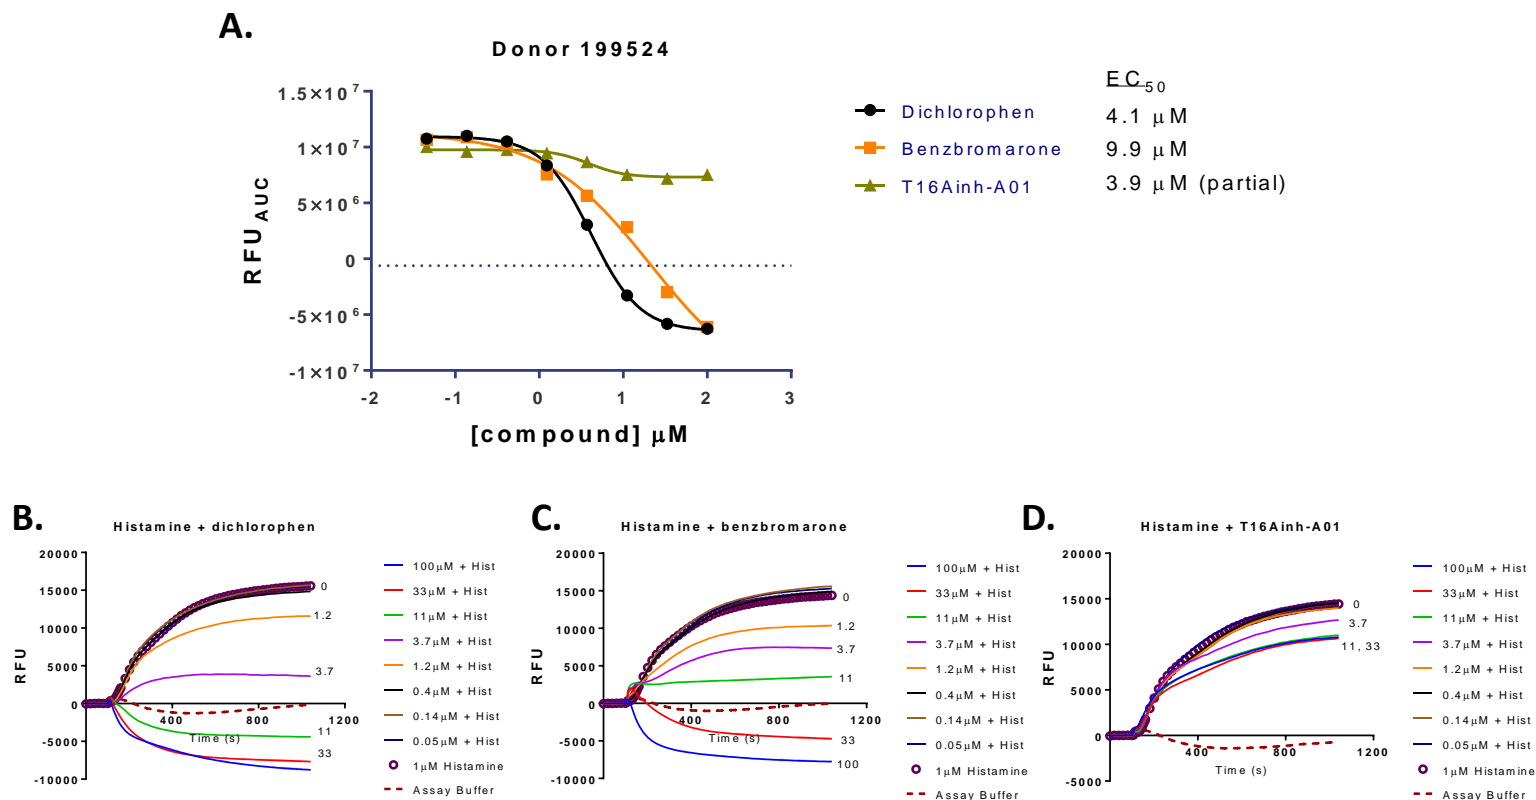 A.
Donor 199524
1.5×10⁷
1×10⁷
5×10⁶
0
-5×10⁶
-1×10⁷
RFU AUC
-2 -1 0 1 2 3
[compound] μM
EC₅₀
Dichlorophen 4.1 μM
Benzbromarone 9.9 μM
T16Ainh-A01 3.9 μM (partial)
B.
Histamine + dichlorophen
20000
15000
10000
5000
0
-5000
-10000
RFU
400 800 1200
Time (s)
0
1.2
3.7
11
33
100μM + Hist
33μM + Hist
11μM + Hist
3.7μM + Hist
1.2μM + Hist
0.4μM + Hist
0.14μM + Hist
0.05μM + Hist
1μM Histamine
Assay Buffer
C.
Histamine + benzbromarone
20000
15000
10000
5000
0
-5000
-10000
RFU
400 800 1200
Time (s)
0
1.2
3.7
11
33
100
100μM + Hist
33μM + Hist
11μM + Hist
3.7μM + Hist
1.2μM + Hist
0.4μM + Hist
0.14μM + Hist
0.05μM + Hist
1μM Histamine
Assay Buffer
D.
Histamine + T16Ainh-A01
20000
15000
10000
5000
0
-5000
RFU
400 800 1200
Time (s)
0
3.7
11, 33
100μM + Hist
33μM + Hist
11μM + Hist
3.7μM + Hist
1.2μM + Hist
0.4μM + Hist
0.14μM + Hist
0.05μM + Hist
1μM Histamine
Assay Buffer